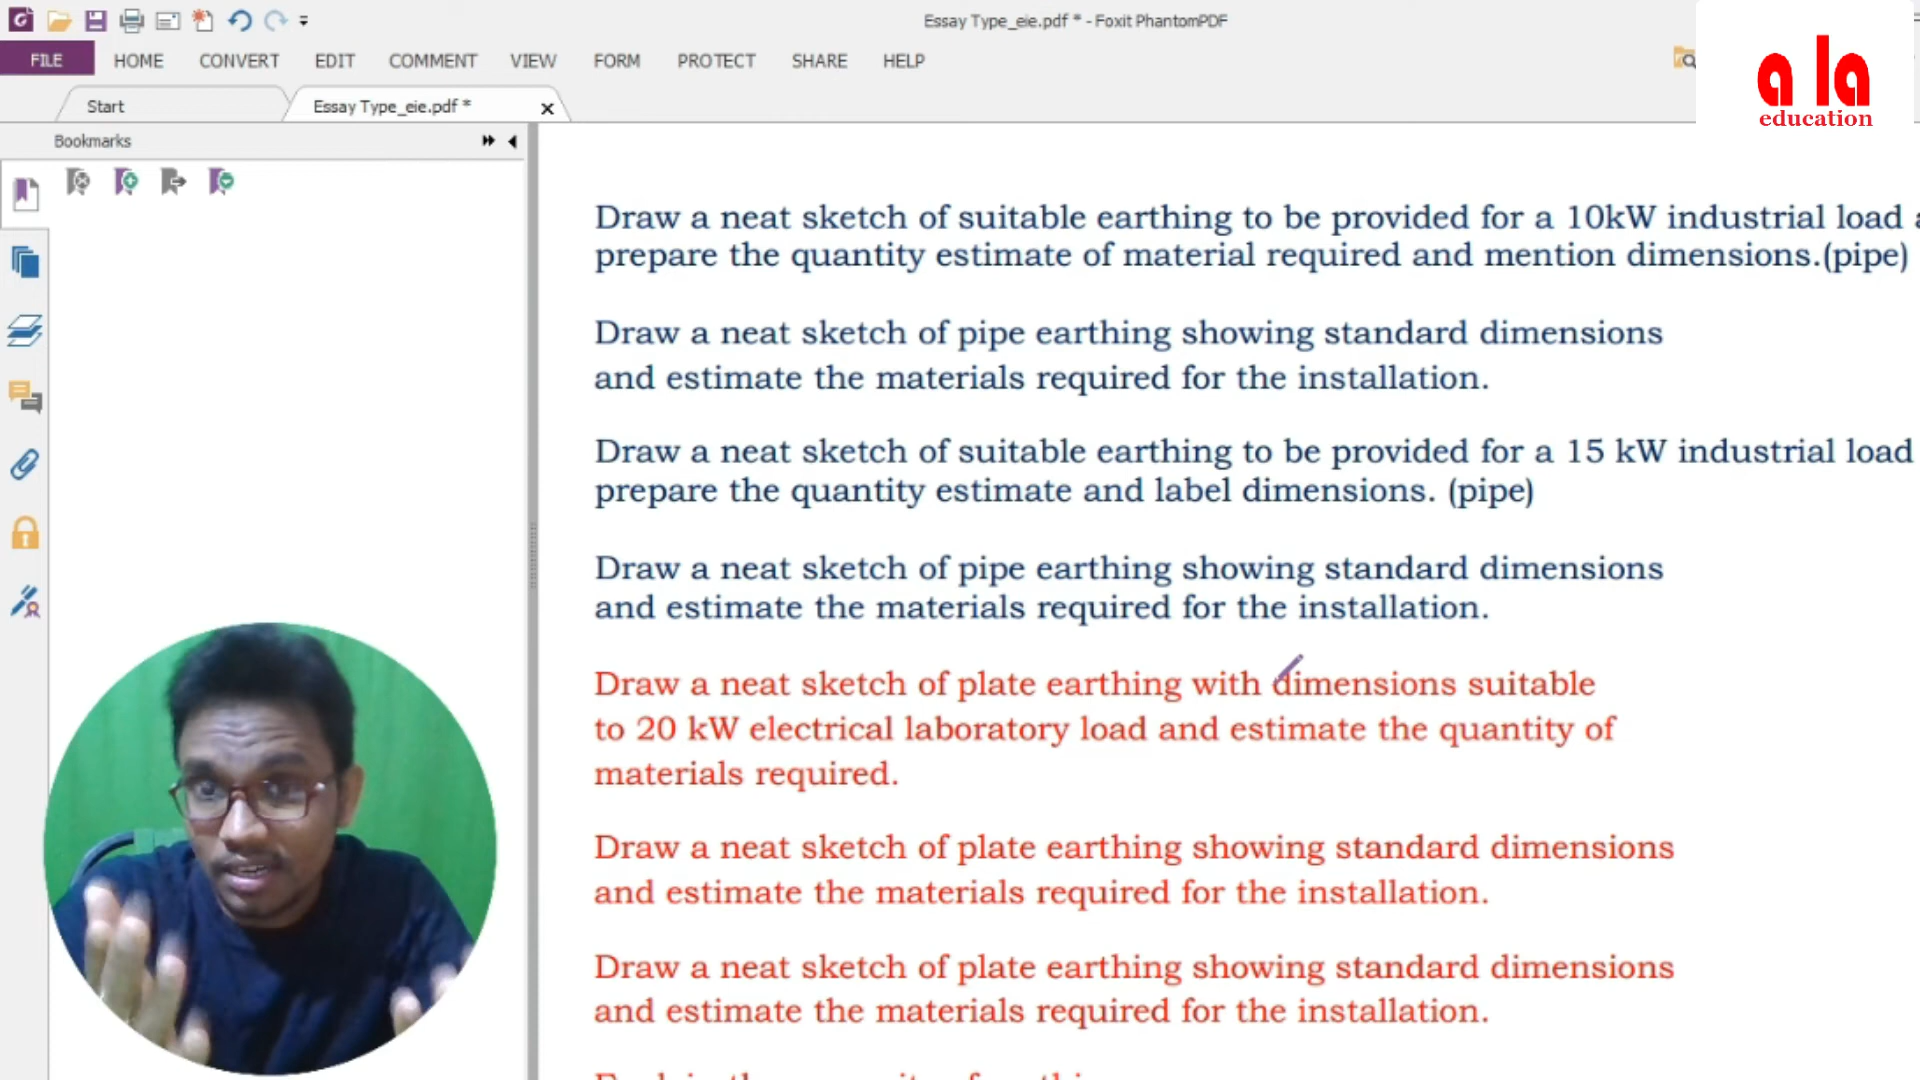 Essay Type_eie.pdf * - Foxit PhantomPDF
a la
education
FILE HOME CONVERT EDIT COMMENT VIEW FORM PROTECT SHARE HELP
Start Essay Type_eie.pdf *
Bookmarks
Draw a neat sketch of suitable earthing to be provided for a 10kW industrial load
prepare the quantity estimate of material required and mention dimensions.(pipe)
Draw a neat sketch of pipe earthing showing standard dimensions
and estimate the materials required for the installation.
Draw a neat sketch of suitable earthing to be provided for a 15 kW industrial load
prepare the quantity estimate and label dimensions. (pipe)
Draw a neat sketch of pipe earthing showing standard dimensions
and estimate the materials required for the installation.
Draw a neat sketch of plate earthing with dimensions suitable
to 20 kW electrical laboratory load and estimate the quantity of
materials required.
Draw a neat sketch of plate earthing showing standard dimensions
and estimate the materials required for the installation.
Draw a neat sketch of plate earthing showing standard dimensions
and estimate the materials required for the installation.